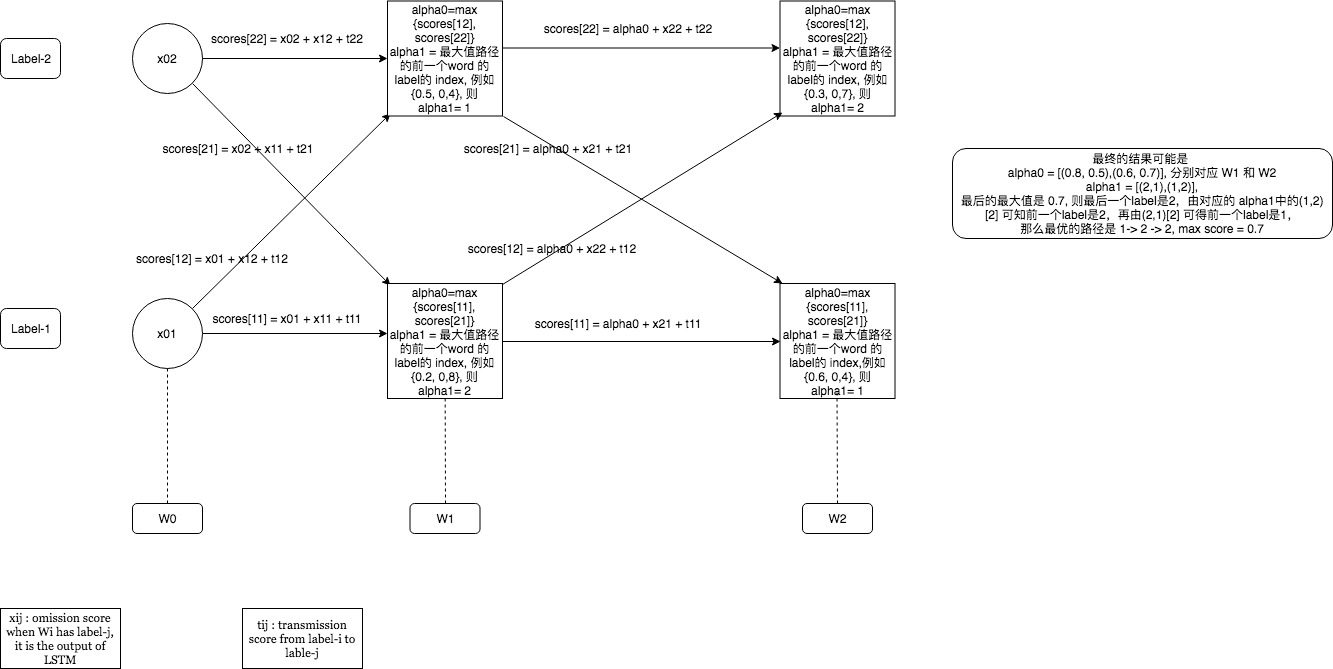 Label-2
x02
scores[22] = x02 + x12 + t22
alpha0=max
{scores[12],
scores[22]}
alpha1 = 最大值路径
的前一个word 的
label的 index, 例如
{0.5, 0,4}, 则
alpha1= 1
scores[22] = alpha0 + x22 + t22
alpha0=max
{scores[12],
scores[22]}
alpha1 = 最大值路径
的前一个word 的
label的 index, 例如
{0.3, 0,7}, 则
alpha1= 2
scores[21] = x02 + x11 + t21
scores[21] = alpha0 + x21 + t21
最终的结果可能是
alpha0 = [(0.8, 0.5),(0.6, 0.7)], 分别对应 W1 和 W2
alpha1 = [(2,1),(1,2)],
最后的最大值是 0.7, 则最后一个label是2，由对应的 alpha1中的(1,2)
[2] 可知前一个label是2，再由(2,1)[2] 可得前一个label是1，
那么最优的路径是 1-> 2 -> 2, max score = 0.7
scores[12] = x01 + x12 + t12
scores[12] = alpha0 + x22 + t12
Label-1
x01
scores[11] = x01 + x11 + t11
alpha0=max
{scores[11],
scores[21]}
alpha1 = 最大值路径
的前一个word 的
label的 index, 例如
{0.2, 0,8}, 则
alpha1= 2
scores[11] = alpha0 + x21 + t11
alpha0=max
{scores[11],
scores[21]}
alpha1 = 最大值路径
的前一个word 的
label的 index,例如
{0.6, 0,4}, 则
alpha1= 1
W0
W1
W2
xij : omission score
when Wi has label-j,
it is the output of
LSTM
tij : transmission
score from label-i to
lable-j